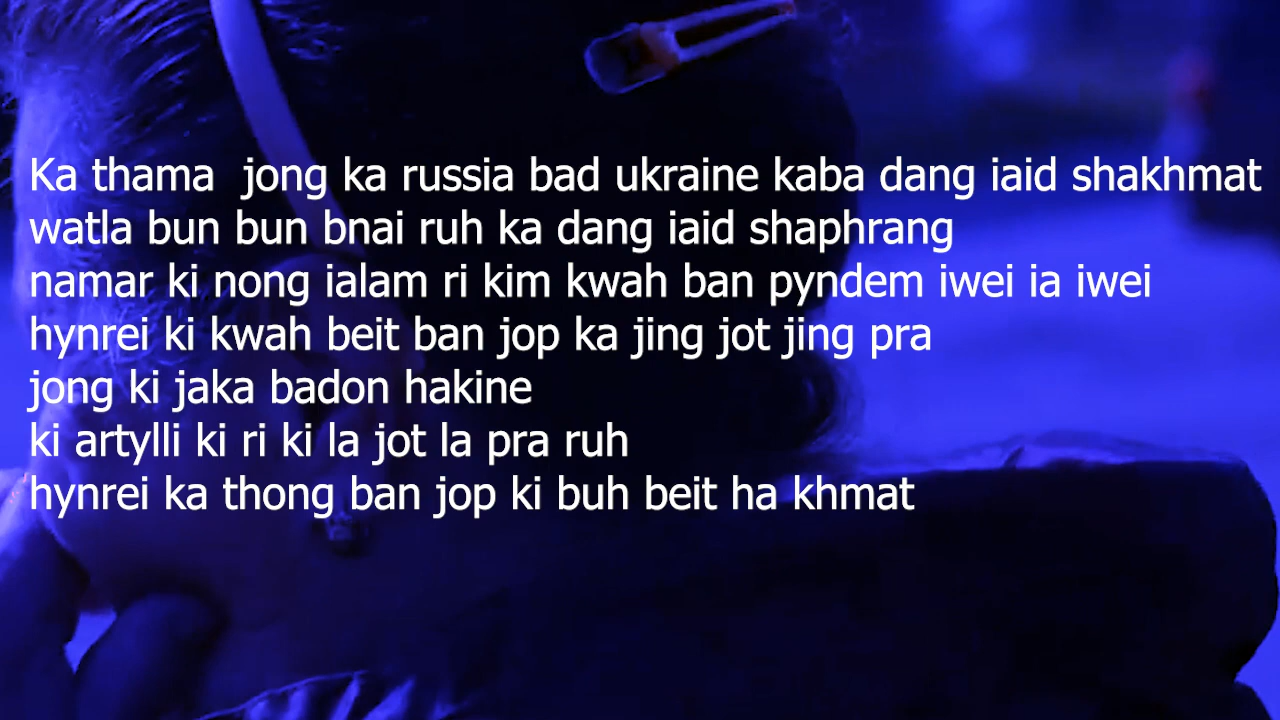 Ka thama jong ka russia bad ukraine kaba dang iaid shakhmat
watla bun bun bnai ruh ka dang iaid shaphrang
namar ki nong ialam ri kim kwah ban pyndem iwei ia iwei
hynrei ki kwah beit ban jop ka jing jot jing pra
jong ki jaka badon hakine
ki artylli ki ri ki la jot la pra ruh
hynrei ka thong ban jop ki buh beit ha khmat